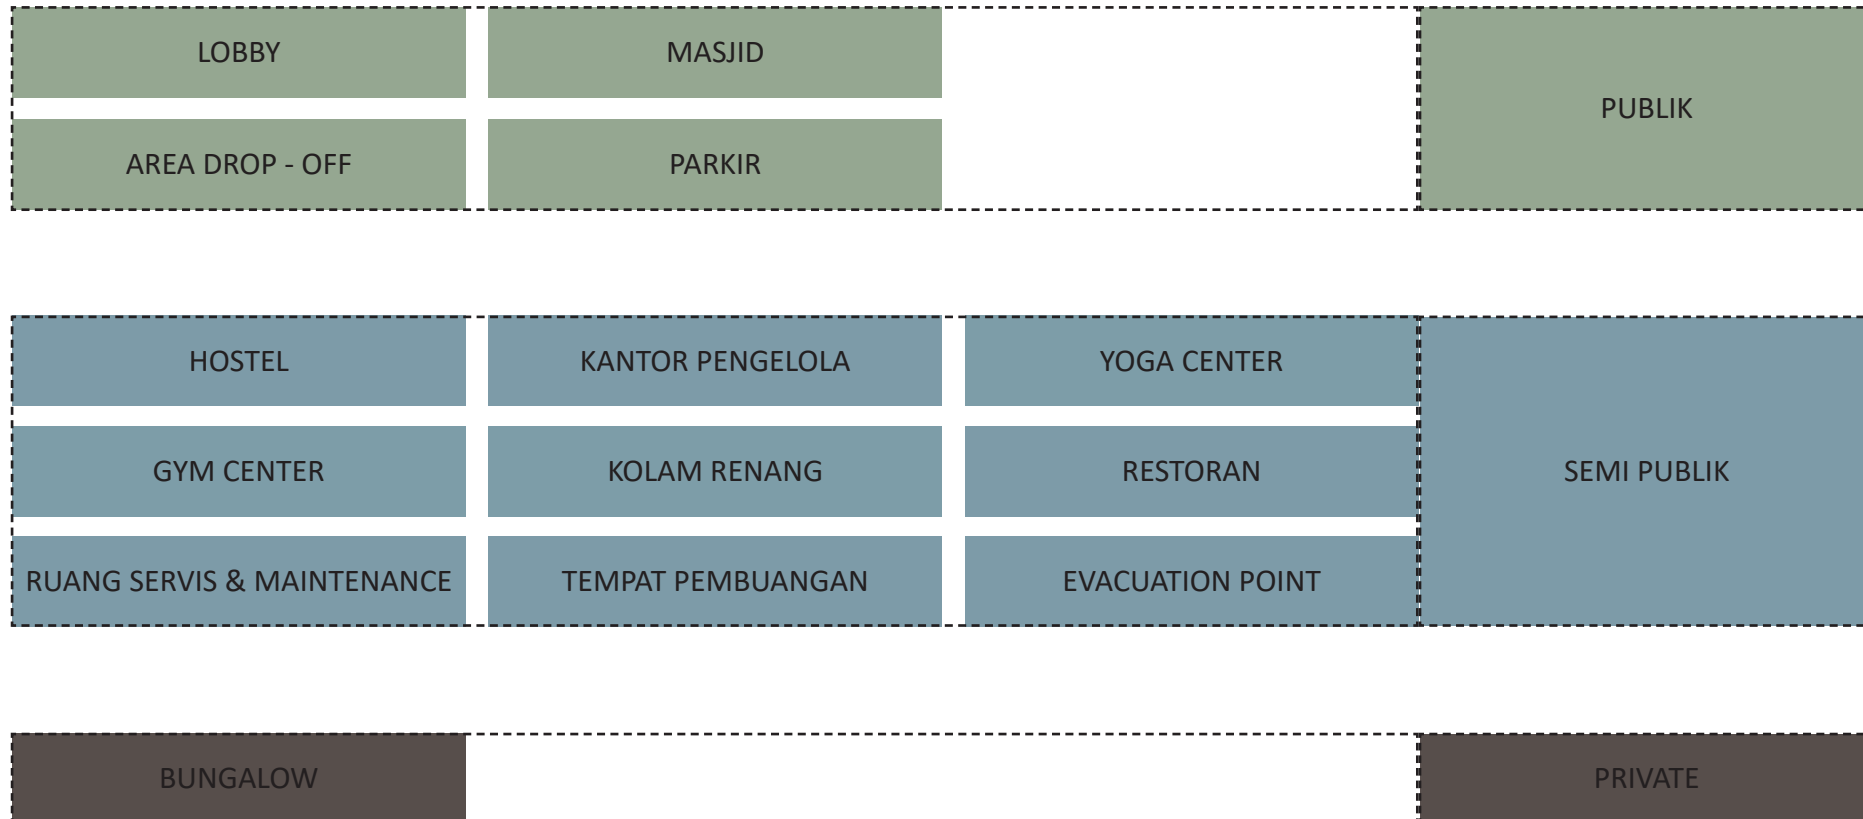 LOBBY
MASJID
PUBLIK
AREA DROP - OFF
PARKIR
HOSTEL
KANTOR PENGELOLA
YOGA CENTER
GYM CENTER
KOLAM RENANG
RESTORAN
SEMI PUBLIK
RUANG SERVIS & MAINTENANCE
TEMPAT PEMBUANGAN
EVACUATION POINT
BUNGALOW
PRIVATE